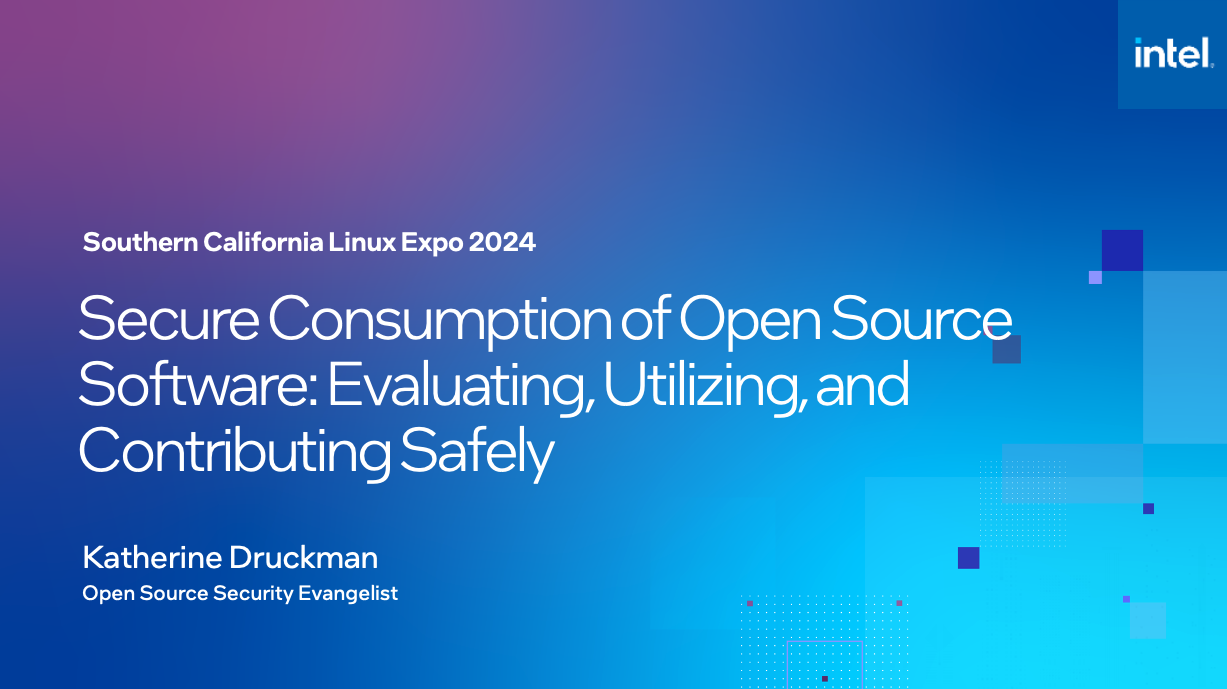 intel.
Southern California Linux Expo 2024
Secure Consumption of Open Source
Software: Evaluating, Utilizing, and
Contributing Safely
Katherine Druckman
Open Source Security Evangelist